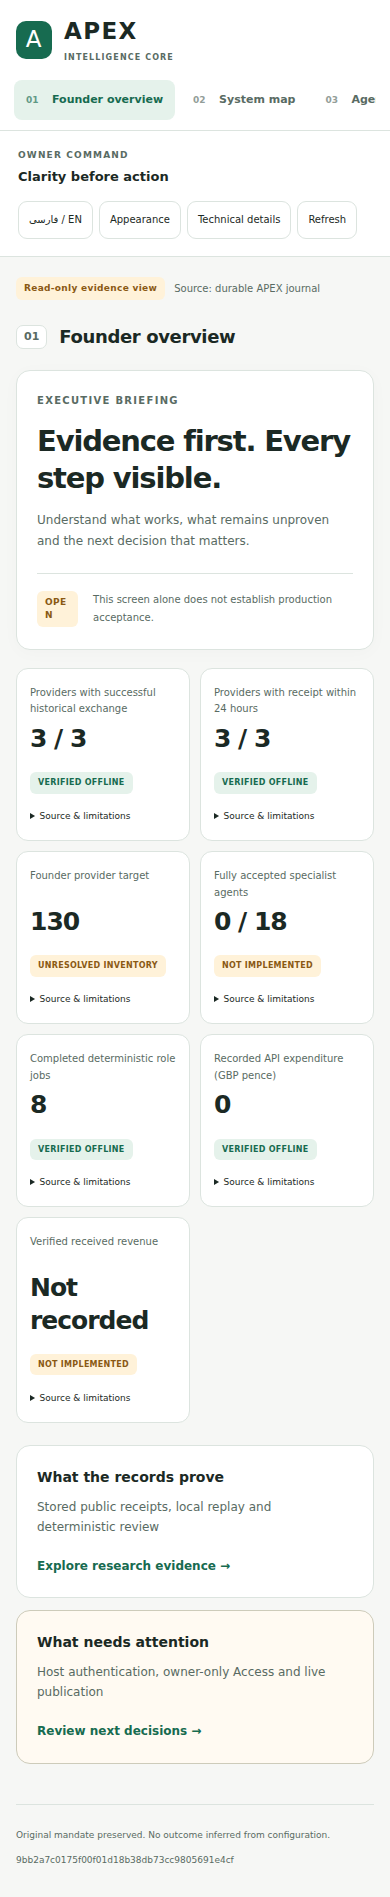 A
APEX
INTELLIGENCE CORE
01 Founder overview 02 System map 03 Age
OWNER COMMAND
Clarity before action
فارسی / EN Appearance Technical details Refresh
Read-only evidence view Source: durable APEX journal
01 Founder overview
EXECUTIVE BRIEFING
Evidence first. Every
step visible.
Understand what works, what remains unproven
and the next decision that matters.
OPE
N
This screen alone does not establish production
acceptance.
Providers with successful
historical exchange
3 / 3
VERIFIED OFFLINE
▶ Source & limitations
Providers with receipt within
24 hours
3 / 3
VERIFIED OFFLINE
▶ Source & limitations
Founder provider target
130
UNRESOLVED INVENTORY
▶ Source & limitations
Fully accepted specialist
agents
0 / 18
NOT IMPLEMENTED
▶ Source & limitations
Completed deterministic role
jobs
8
VERIFIED OFFLINE
▶ Source & limitations
Recorded API expenditure
(GBP pence)
0
VERIFIED OFFLINE
▶ Source & limitations
Verified received revenue
Not
recorded
NOT IMPLEMENTED
▶ Source & limitations
What the records prove
Stored public receipts, local replay and
deterministic review
Explore research evidence →
What needs attention
Host authentication, owner-only Access and live
publication
Review next decisions →
Original mandate preserved. No outcome inferred from configuration.
9bb2a7c0175f00f01d18b38db73cc9805691e4cf